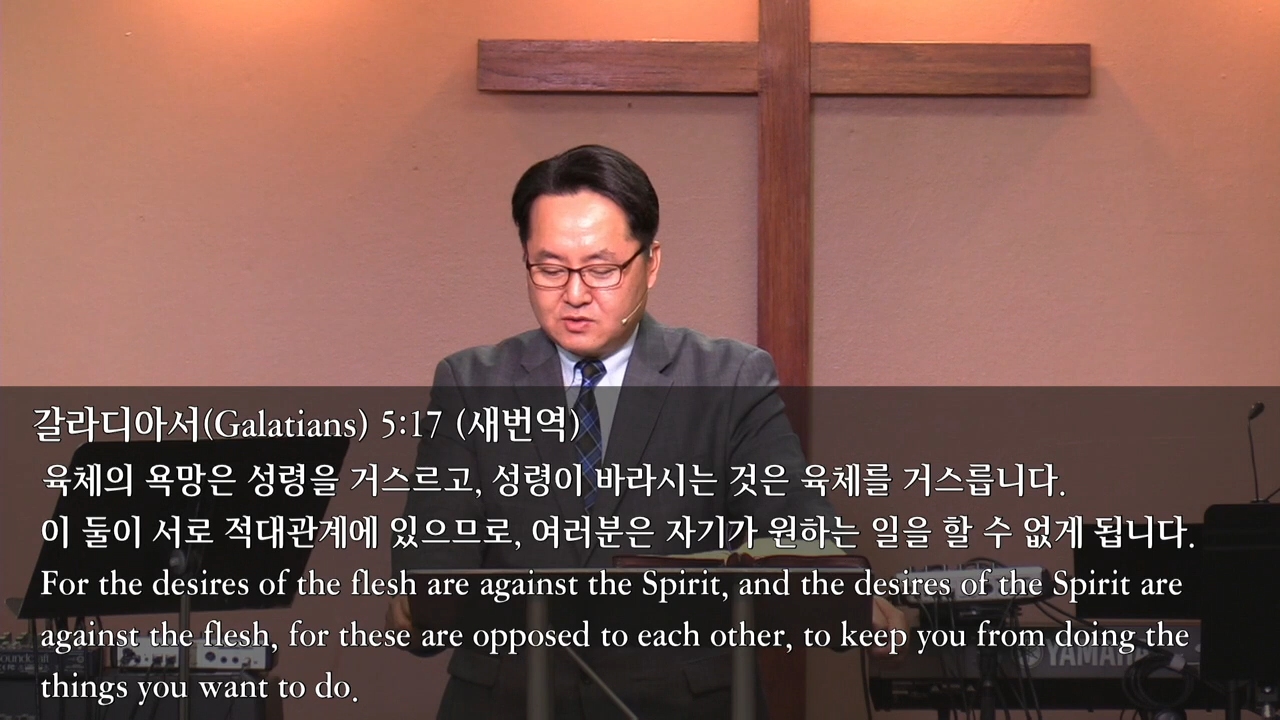 갈라디아서(Galatians) 5:17 (새번역)
육체의 욕망은 성령을 거스르고, 성령이 바라시는 것은 육체를 거스릅니다.
이 둘이 서로 적대관계에 있으므로, 여러분은 자기가 원하는 일을 할 수 없게 됩니다.
For the desires of the flesh are against the Spirit, and the desires of the Spirit are
against the flesh, for these are opposed to each other, to keep you from doing the
things you want to do.
YAMAHA